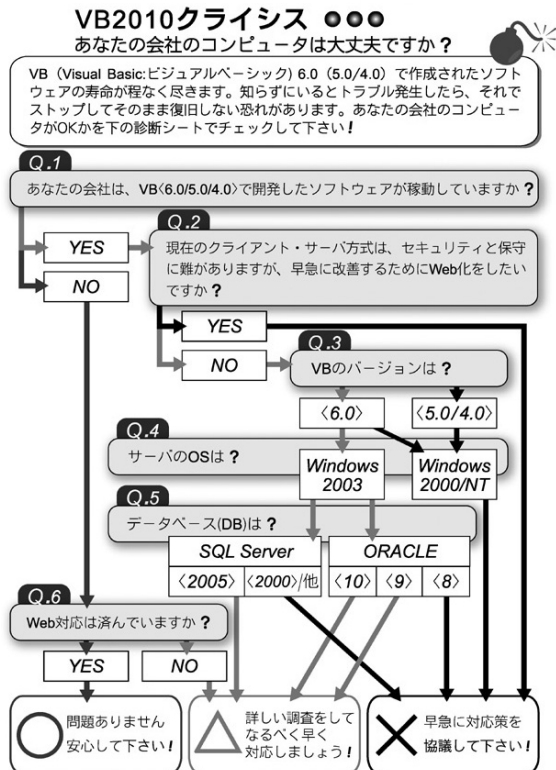 VB2010クライシス
あなたの会社のコンピュータは大丈夫ですか？
VB（Visual Basic:ビジュアルベーシック) 6.0（5.0/4.0）で作成されたソフト
ウェアの寿命が程なく尽きます。知らずにいるとトラブル発生したら、それで
ストップしてそのまま復旧しない恐れがあります。あなたの会社のコンピュー
タがOKかを下の診断シートでチェックして下さい！
Q.1
あなたの会社は、VB〈6.0/5.0/4.0〉で開発したソフトウェアが稼動していますか？
YES
NO
Q.2
現在のクライアント・サーバ方式は、セキュリティと保守
に難がありますが、早急に改善するためにWeb化をしたい
ですか？
YES
NO
Q.3
VBのバージョンは？
〈6.0〉
〈5.0/4.0〉
Q.4
サーバのOSは？
Windows
2003
Windows
2000/NT
Q.5
データベース(DB)は？
SQL Server
〈2005〉
〈2000〉/他
ORACLE
〈10〉
〈9〉
〈8〉
Q.6
Web対応は済んでいますか？
YES
NO
問題ありません
安心して下さい！
詳しい調査をして
なるべく早く
対応しましょう！
早急に対応策を
協議して下さい！